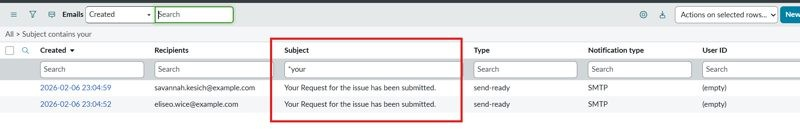 Emails Created Search Actions on selected rows... New
All > Subject contains your
Created Recipients Subject Type Notification type User ID
Search Search *your Search Search Search
2026-02-06 23:04:59 savannah.kesich@example.com Your Request for the issue has been submitted. send-ready SMTP (empty)
2026-02-06 23:04:52 eliseo.wice@example.com Your Request for the issue has been submitted. send-ready SMTP (empty)